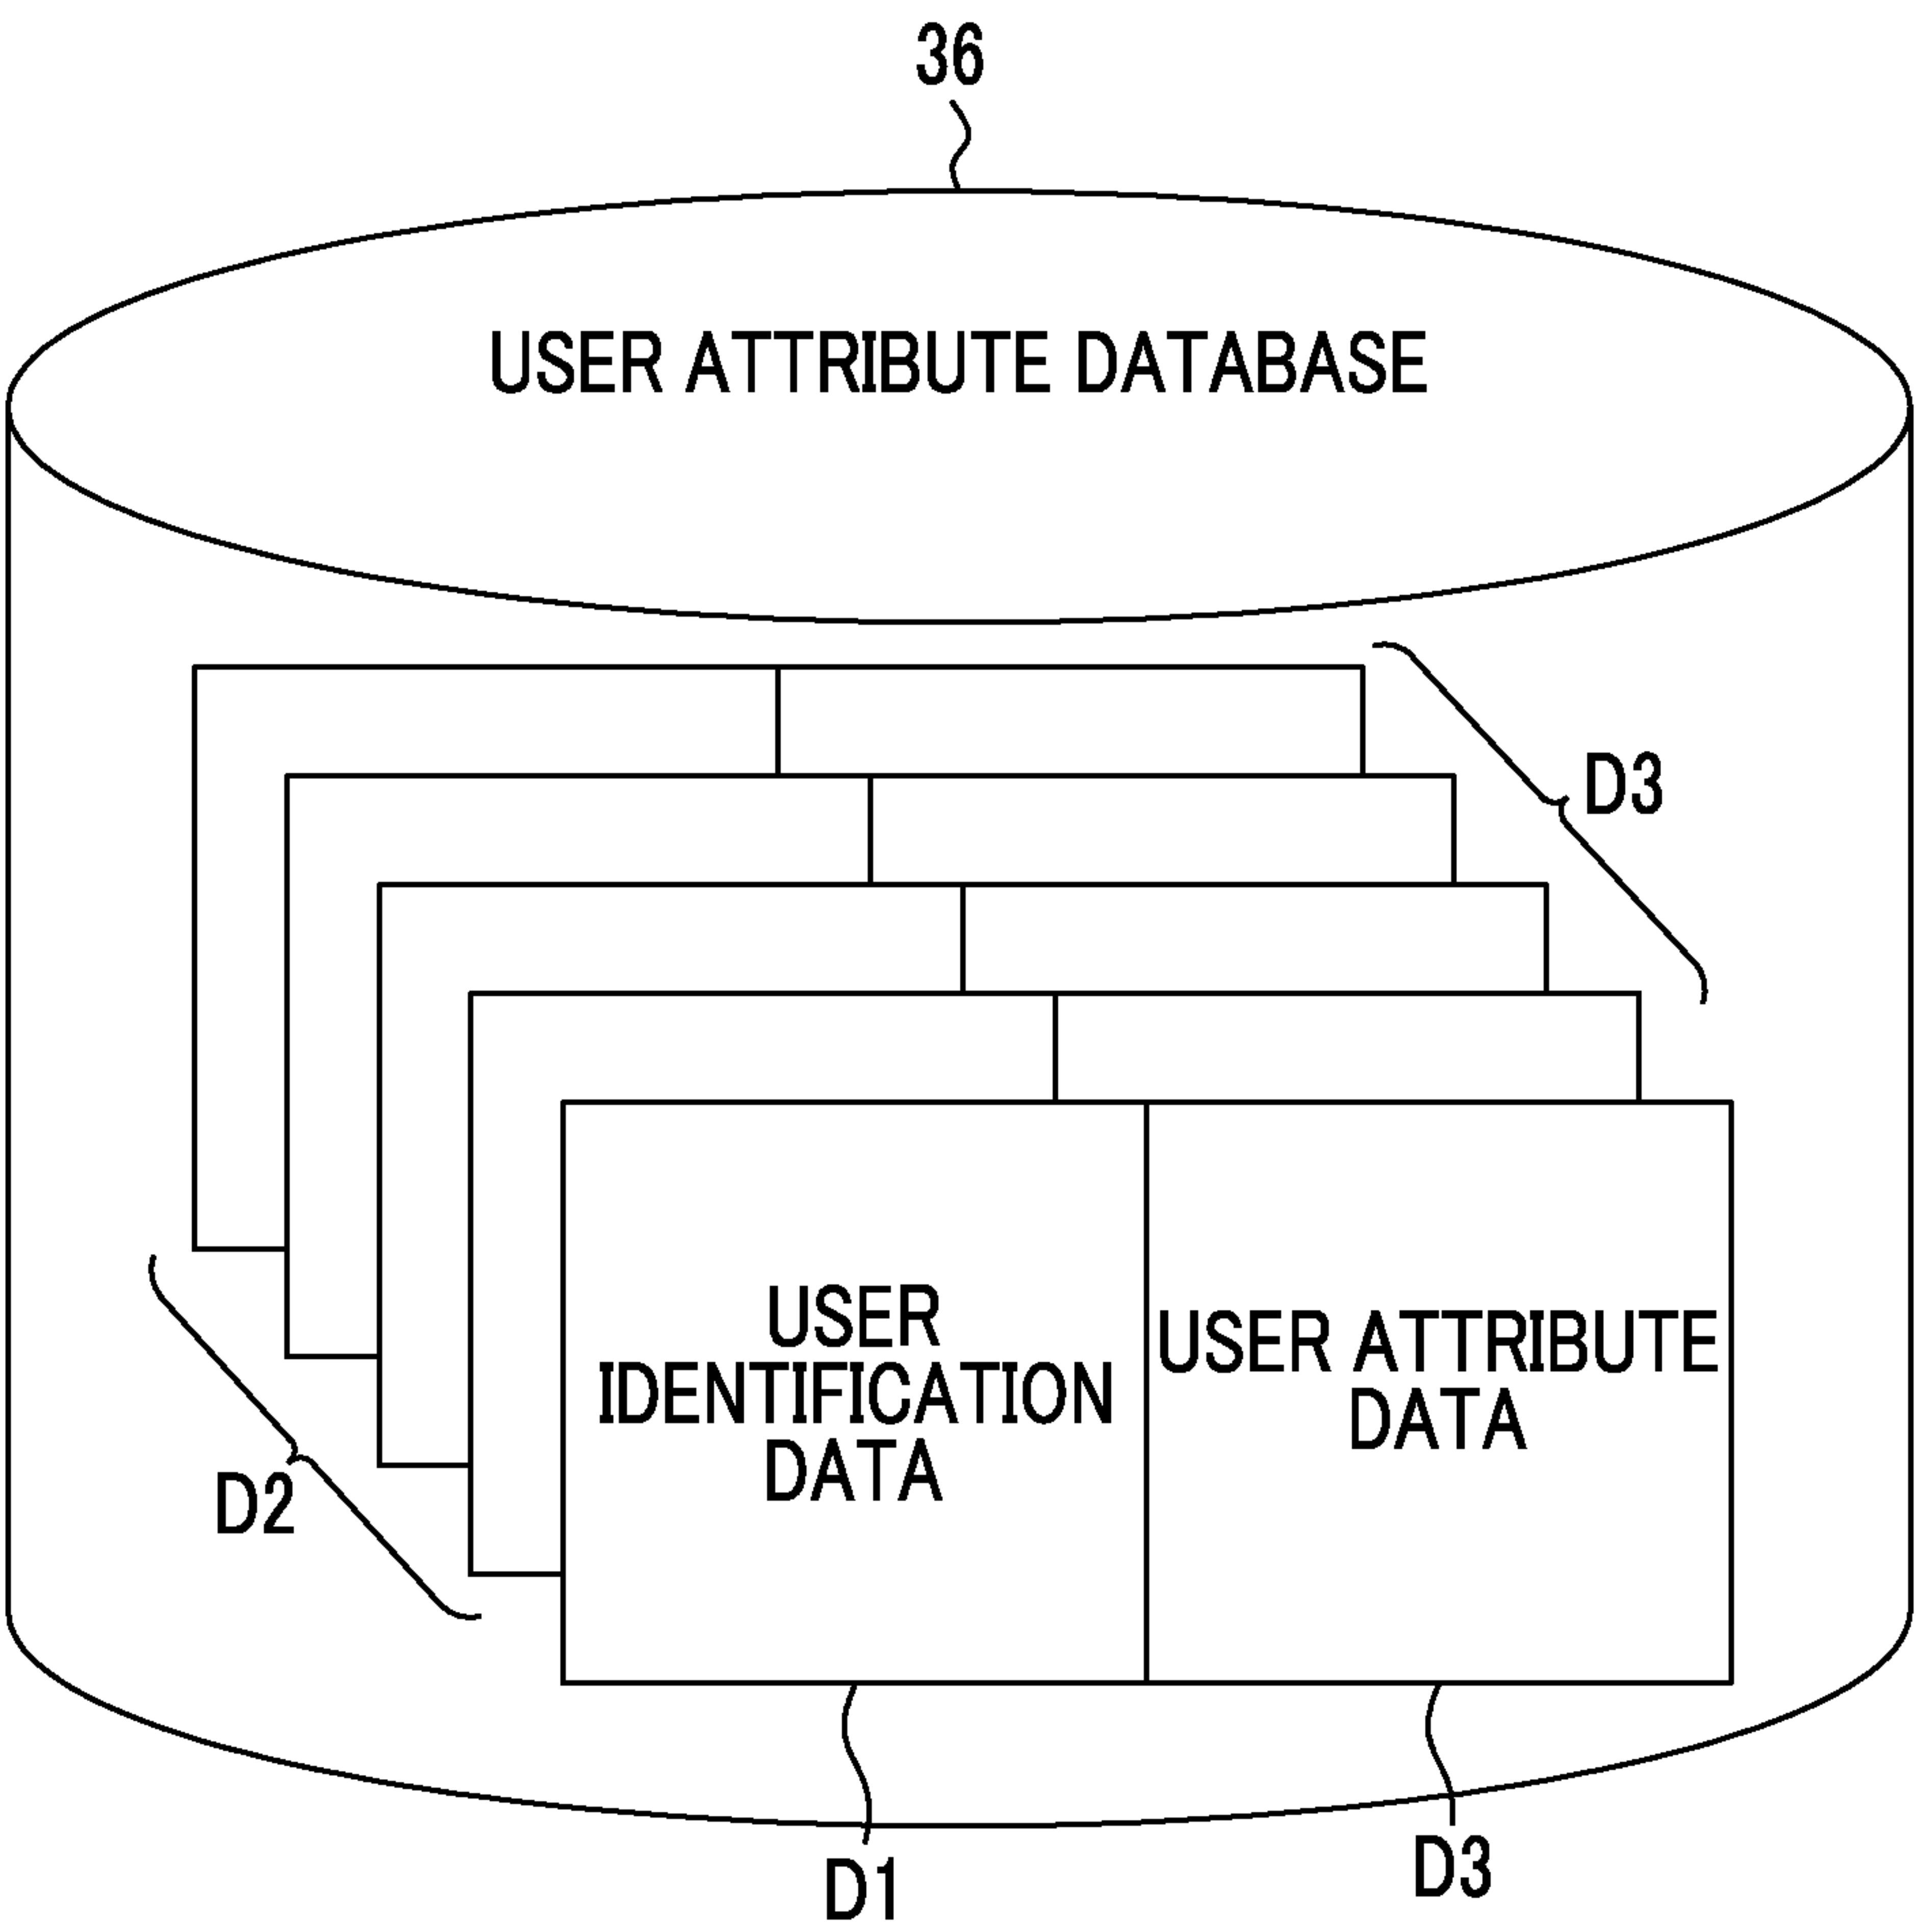 36
USER ATTRIBUTE DATABASE
D3
USER
IDENTIFICATION
DATA
USER ATTRIBUTE
DATA
D2
D1
D3